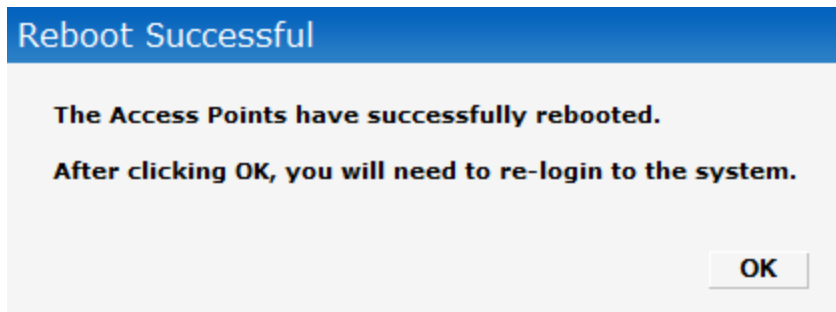 Reboot Successful
The Access Points have successfully rebooted.
After clicking OK, you will need to re-login to the system.
OK